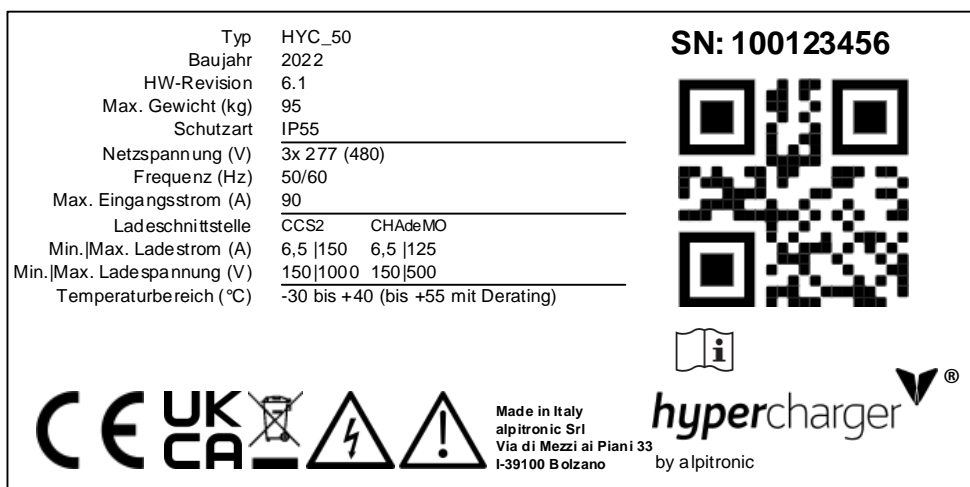 Typ HYC_50
Baujahr 2022
HW-Revision 6.1
Max. Gewicht (kg) 95
Schutzart IP55
Netzspannung (V) 3x 277 (480)
Frequenz (Hz) 50/60
Max. Eingangsstrom (A) 90
Ladeschnittstelle CCS2 CHAdeMO
Min.|Max. Ladestrom (A) 6,5 |150 6,5 |125
Min.|Max. Ladespannung (V) 150|1000 150|500
Temperaturbereich (°C) -30 bis +40 (bis +55 mit Derating)
SN: 100123456
i
CE UK
CA
Made in Italy
alpitronic Srl
Via di Mezzi ai Piani 33
I-39100 Bolzano
hypercharger ®
by alpitronic